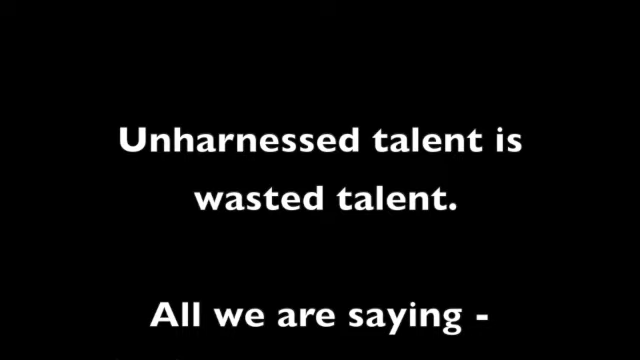 Unharnessed talent is
wasted talent.
All we are saying -